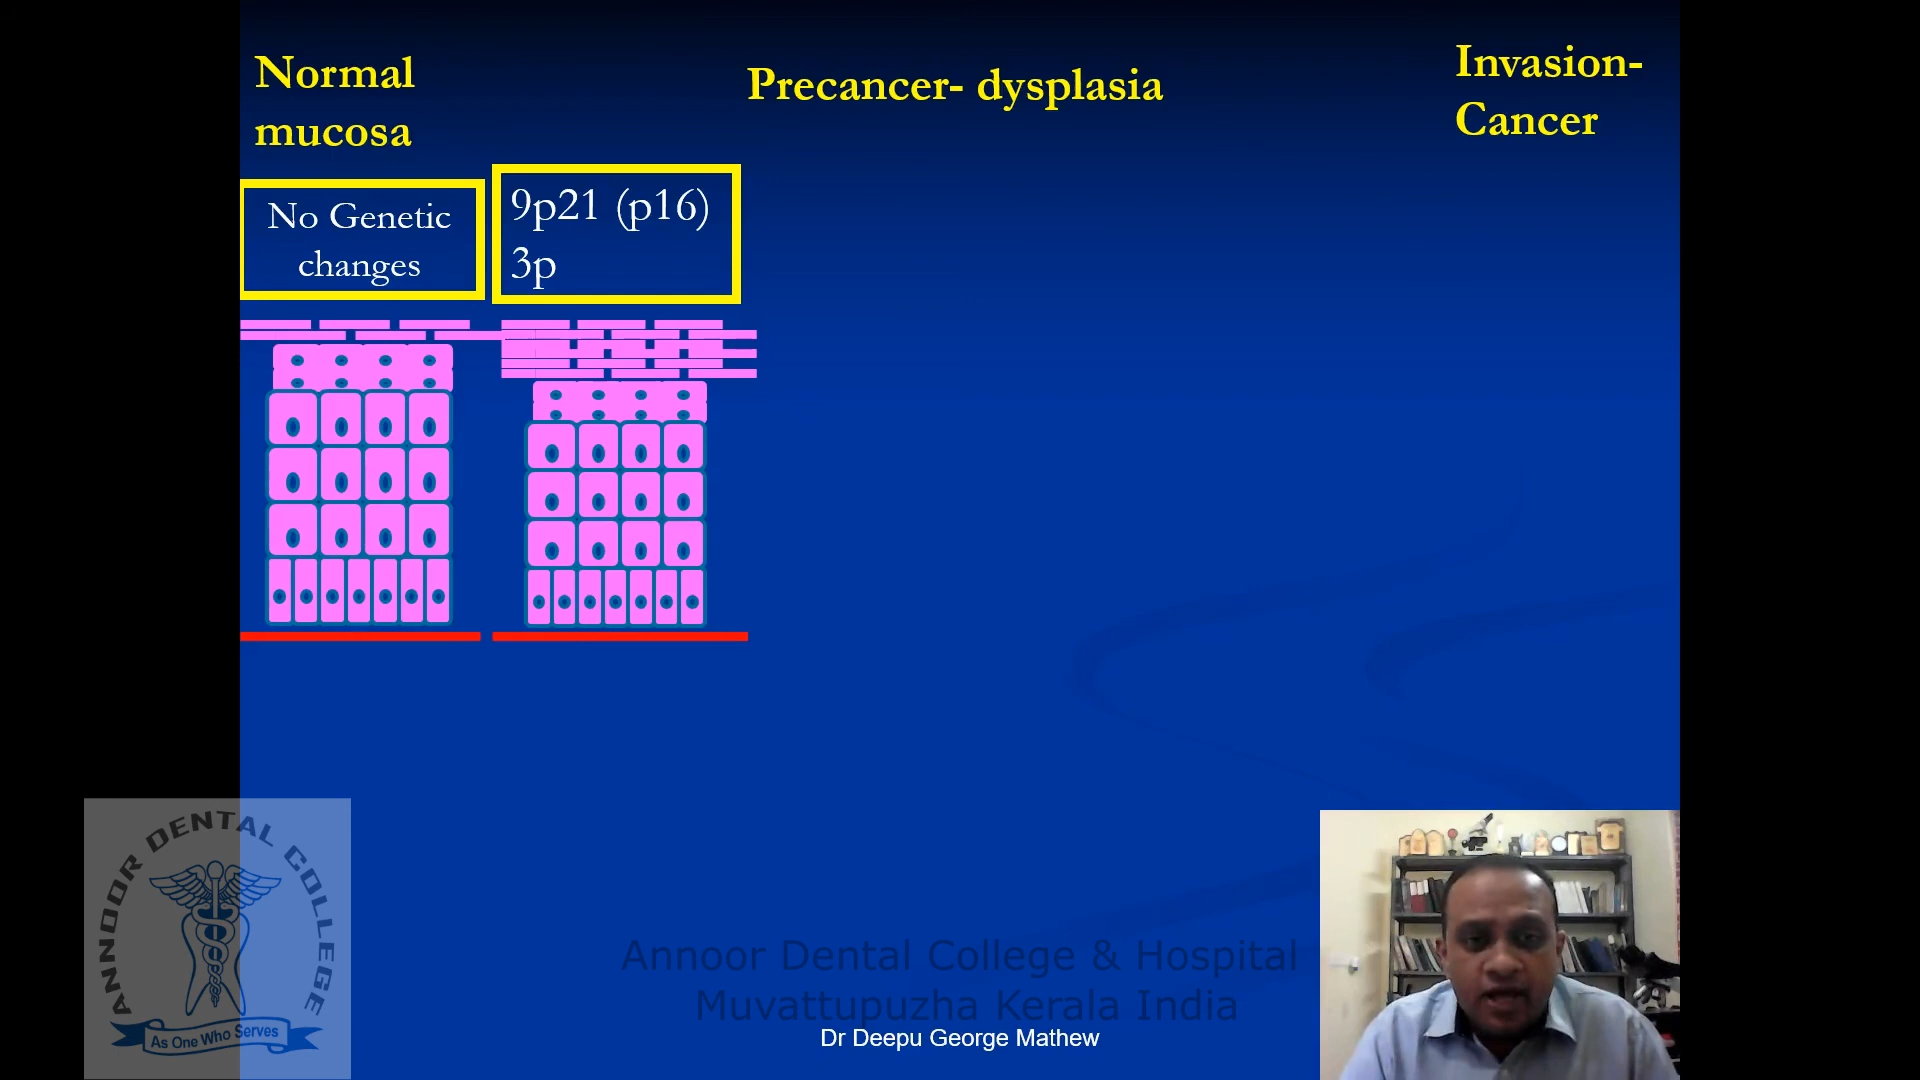 Normal
mucosa
Precancer- dysplasia
Invasion-
Cancer
No Genetic
changes
9p21 (p16)
3p
ANNOOR DENTAL COLLEGE
As One Who Serves
Annoor Dental College & Hospital
Muvattupuzha Kerala India
Dr Deepu George Mathew